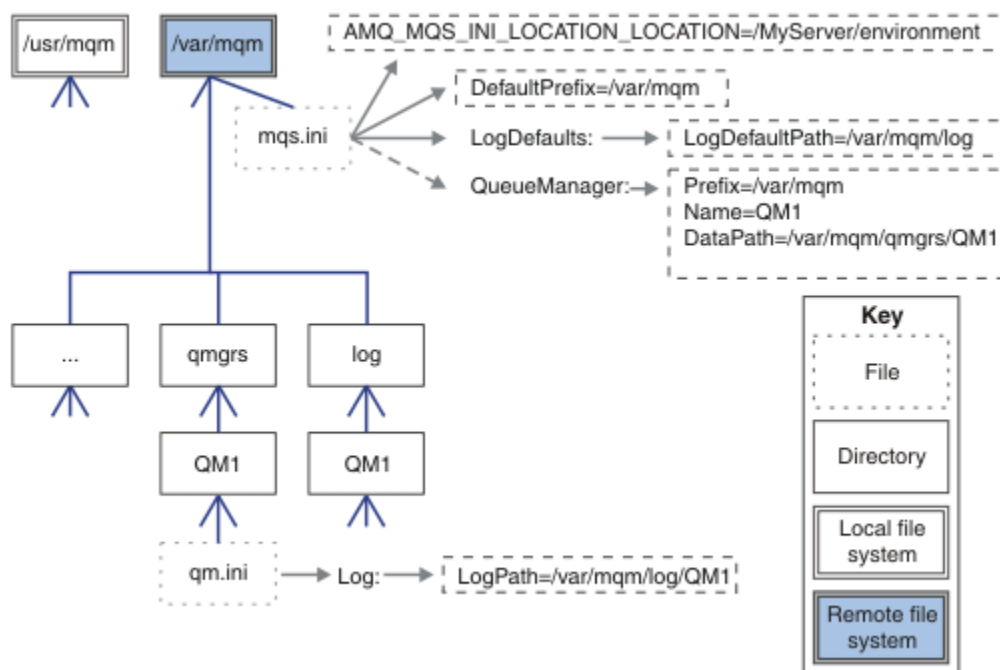 /usr/mqm
/var/mqm
AMQ_MQS_INI_LOCATION_LOCATION=/MyServer/environment
DefaultPrefix=/var/mqm
mqs.ini
LogDefaults:
LogDefaultPath=/var/mqm/log
QueueManager:
Prefix=/var/mqm
Name=QM1
DataPath=/var/mqm/qmgrs/QM1
...
qmgrs
log
QM1
QM1
qm.ini
Log:
LogPath=/var/mqm/log/QM1
Key
File
Directory
Local file
system
Remote file
system